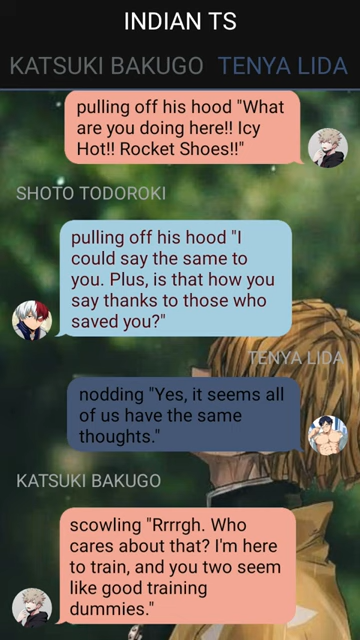 INDIAN TS
KATSUKI BAKUGO TENYA LIDA
pulling off his hood "What
are you doing here!! Icy
Hot!! Rocket Shoes!!"
SHOTO TODOROKI
pulling off his hood "I
could say the same to
you. Plus, is that how you
say thanks to those who
saved you?"
TENYA LIDA
nodding "Yes, it seems all
of us have the same
thoughts."
KATSUKI BAKUGO
scowling "Rrrrgh. Who
cares about that? I'm here
to train, and you two seem
like good training
dummies."